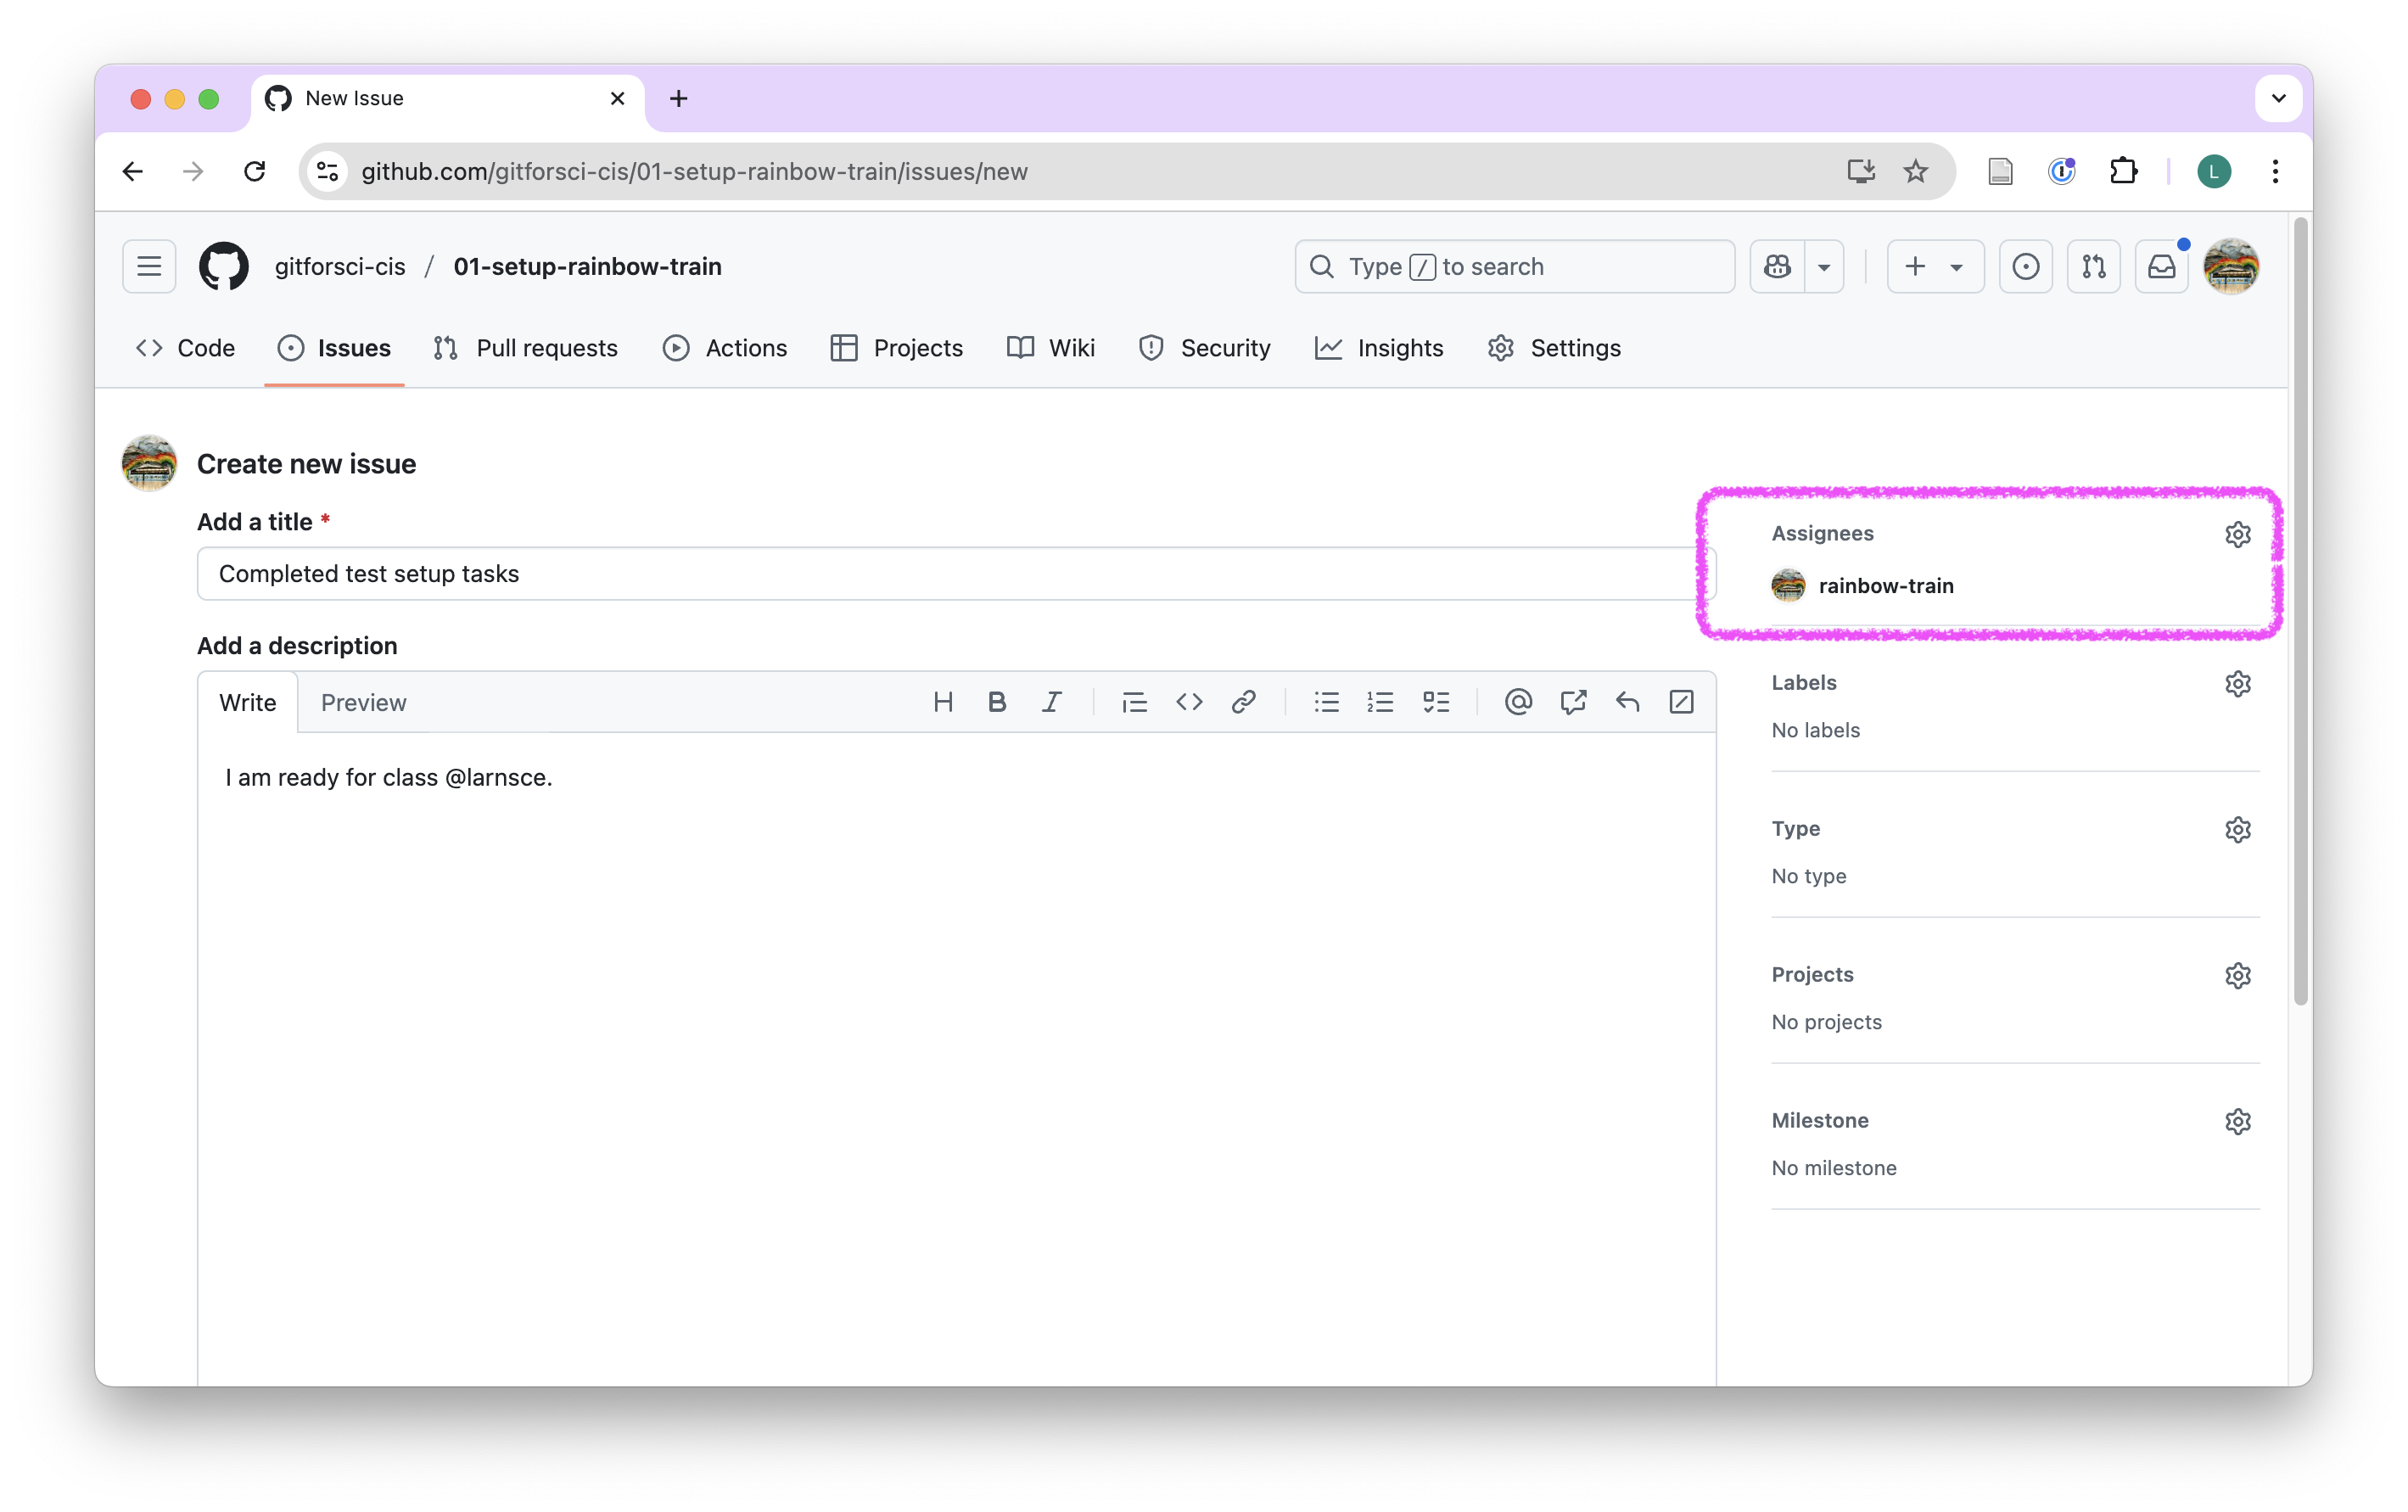 New Issue
github.com/gitforsci-cis/01-setup-rainbow-train/issues/new
L
gitforsci-cis / 01-setup-rainbow-train
Type / to search
Code
Issues
Pull requests
Actions
Projects
Wiki
Security
Insights
Settings
Create new issue
Add a title *
Completed test setup tasks
Add a description
Write
Preview
I am ready for class @larnsce.
Assignees
rainbow-train
Labels
No labels
Type
No type
Projects
No projects
Milestone
No milestone